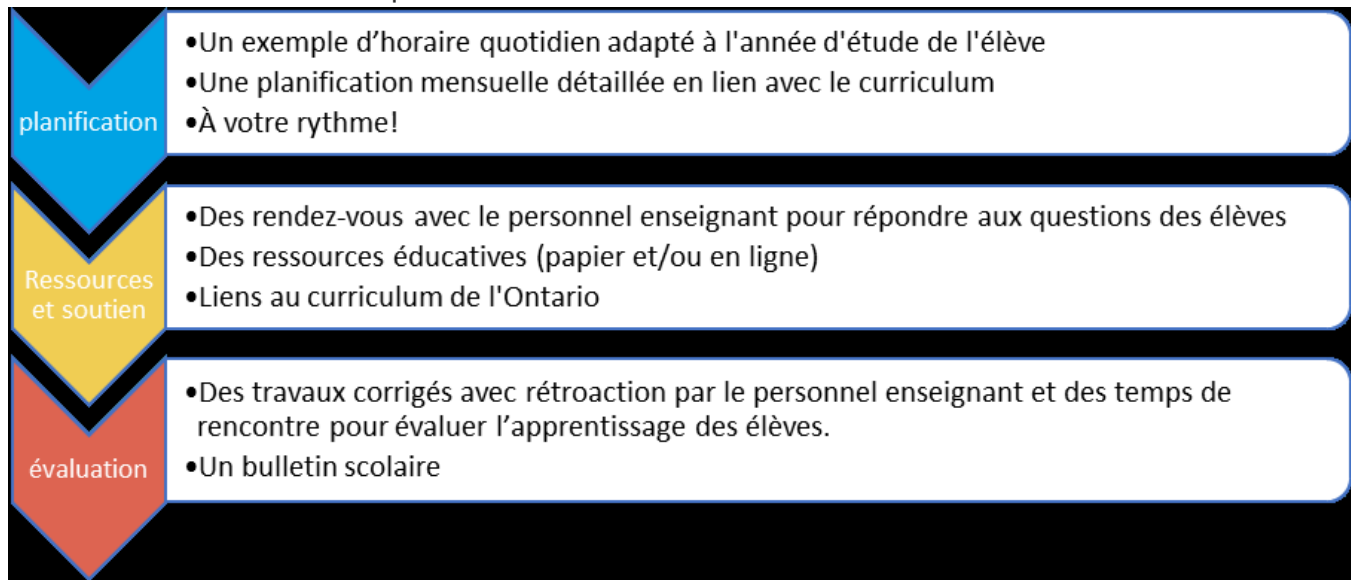 •Un exemple d’horaire quotidien adapté à l'année d'étude de l'élève
•Une planification mensuelle détaillée en lien avec le curriculum
•À votre rythme!
planification
•Des rendez-vous avec le personnel enseignant pour répondre aux questions des élèves
•Des ressources éducatives (papier et/ou en ligne)
•Liens au curriculum de l'Ontario
Ressources
et soutien
•Des travaux corrigés avec rétroaction par le personnel enseignant et des temps de
rencontre pour évaluer l’apprentissage des élèves.
•Un bulletin scolaire
évaluation